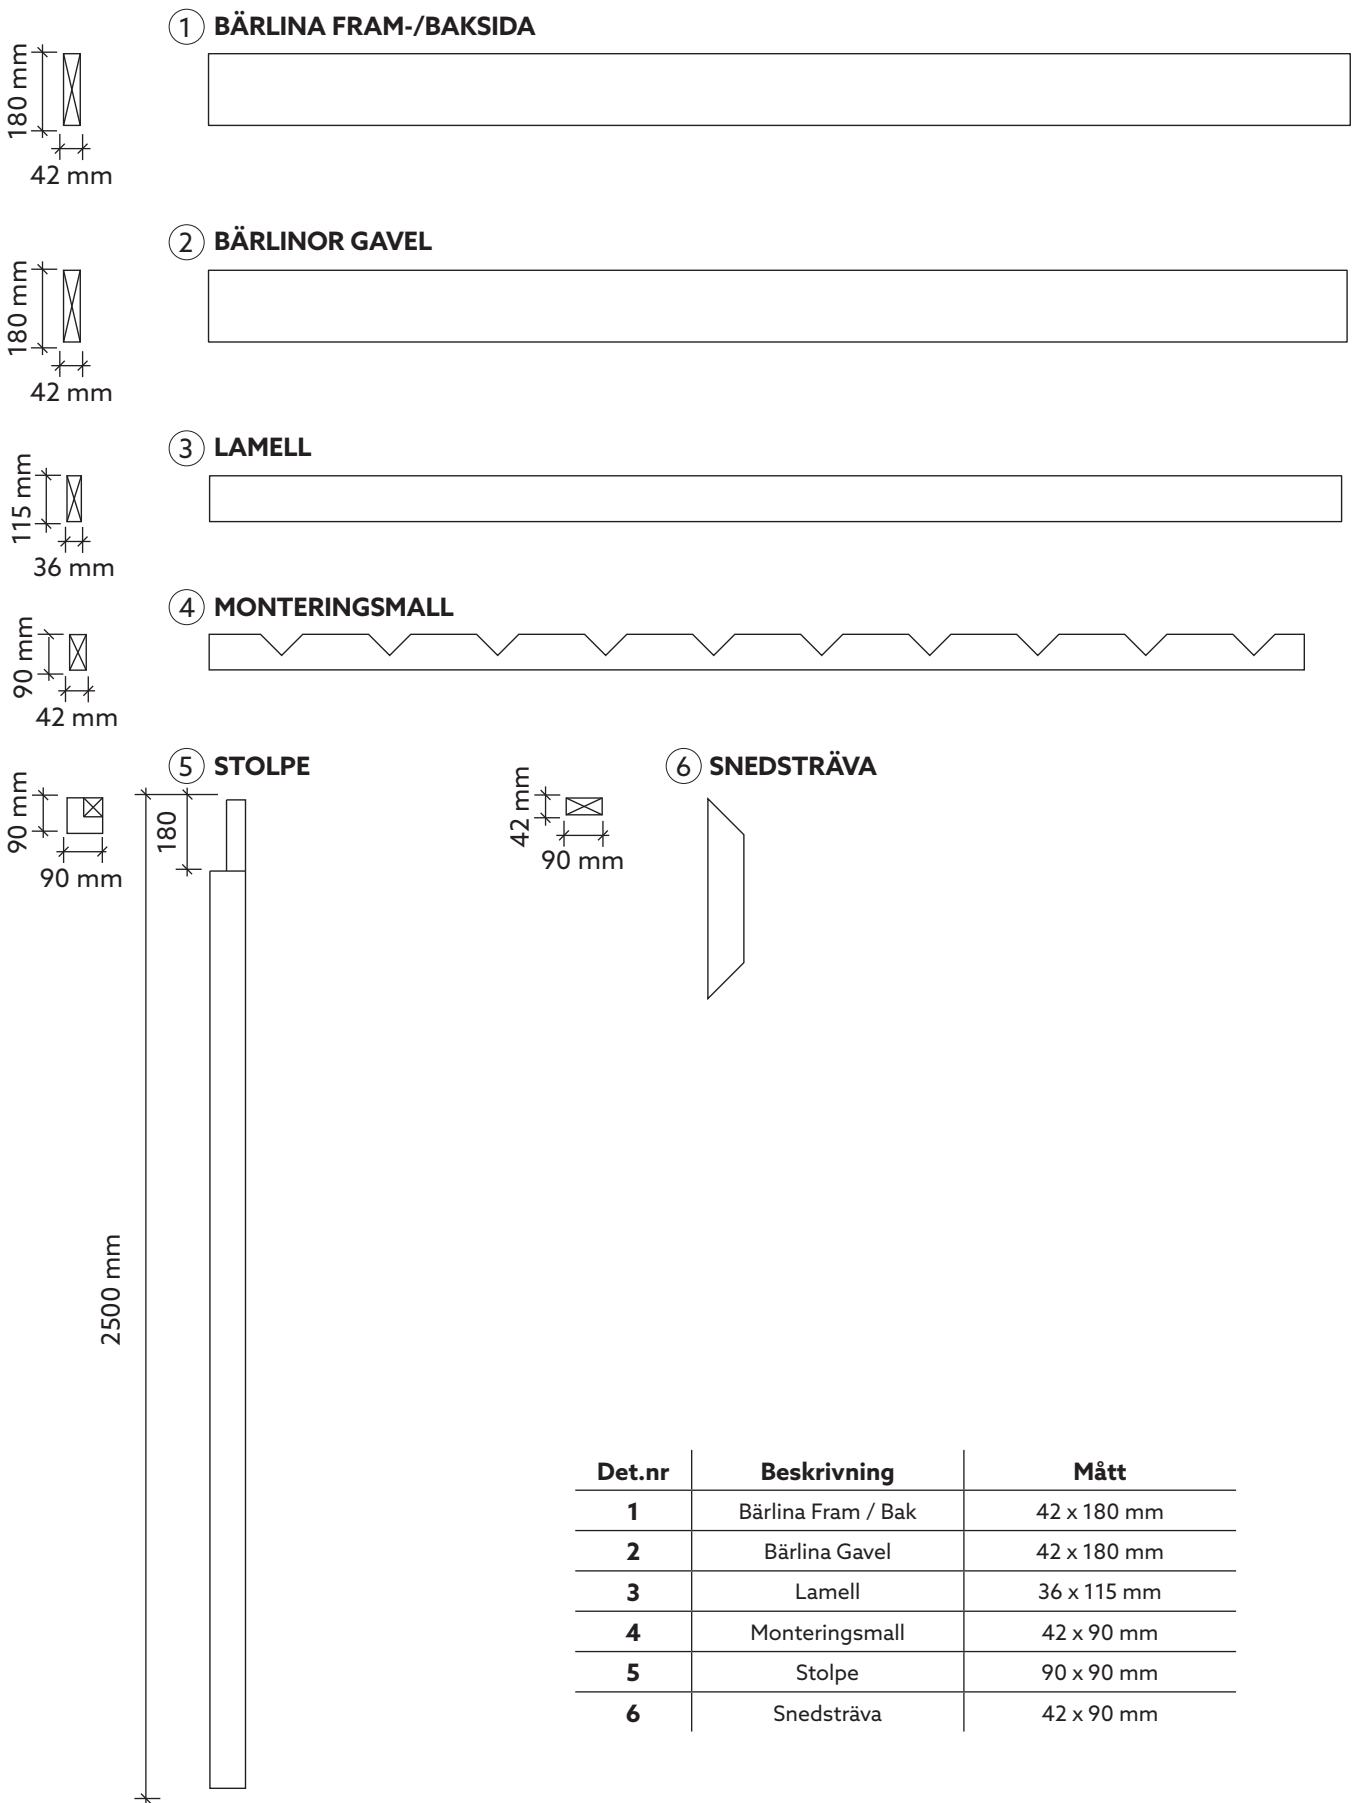 1 BÄRLINA FRAM-/BAKSIDA
180 mm
42 mm
2 BÄRLINOR GAVEL
180 mm
42 mm
3 LAMELL
115 mm
36 mm
4 MONTERINGSMALL
90 mm
42 mm
5 STOLPE
90 mm
90 mm
180
2500 mm
6 SNEDSTRÄVA
42 mm
90 mm
Det.nr Beskrivning Mått
1 Bärlina Fram / Bak 42 x 180 mm
2 Bärlina Gavel 42 x 180 mm
3 Lamell 36 x 115 mm
4 Monteringsmall 42 x 90 mm
5 Stolpe 90 x 90 mm
6 Snedsträva 42 x 90 mm